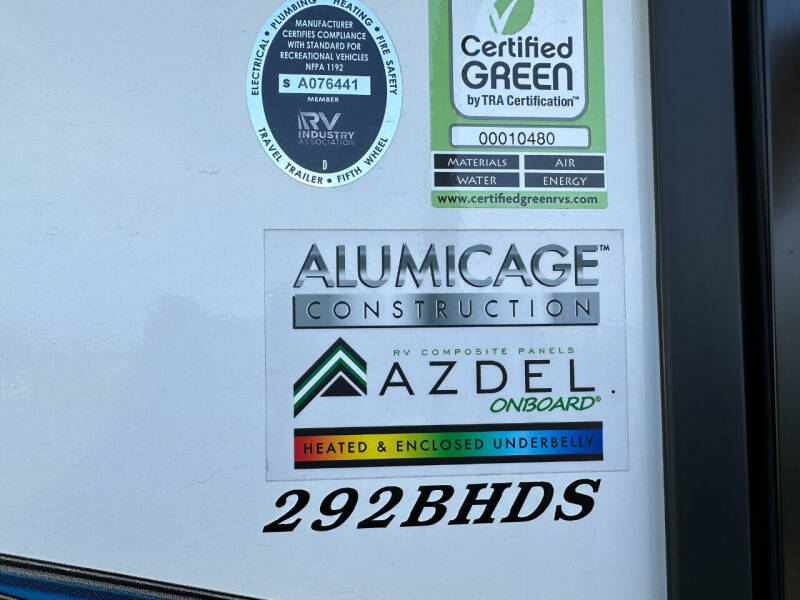 ELECTRICAL • PLUMBING • HEATING • FIRE SAFETY
MANUFACTURER
CERTIFIES COMPLIANCE
WITH STANDARD FOR
RECREATIONAL VEHICLES
NFPA 1192
S A076441
MEMBER
RV
INDUSTRY
ASSOCIATION
D
TRAVEL TRAILER • FIFTH WHEEL
Certified
GREEN
by TRA Certification™
00010480
MATERIALS AIR
WATER ENERGY
www.certifiedgreenrvs.com
ALUMICAGE™
CONSTRUCTION
RV COMPOSITE PANELS
AZDEL
ONBOARD®
HEATED & ENCLOSED UNDERBELLY
292BHDS